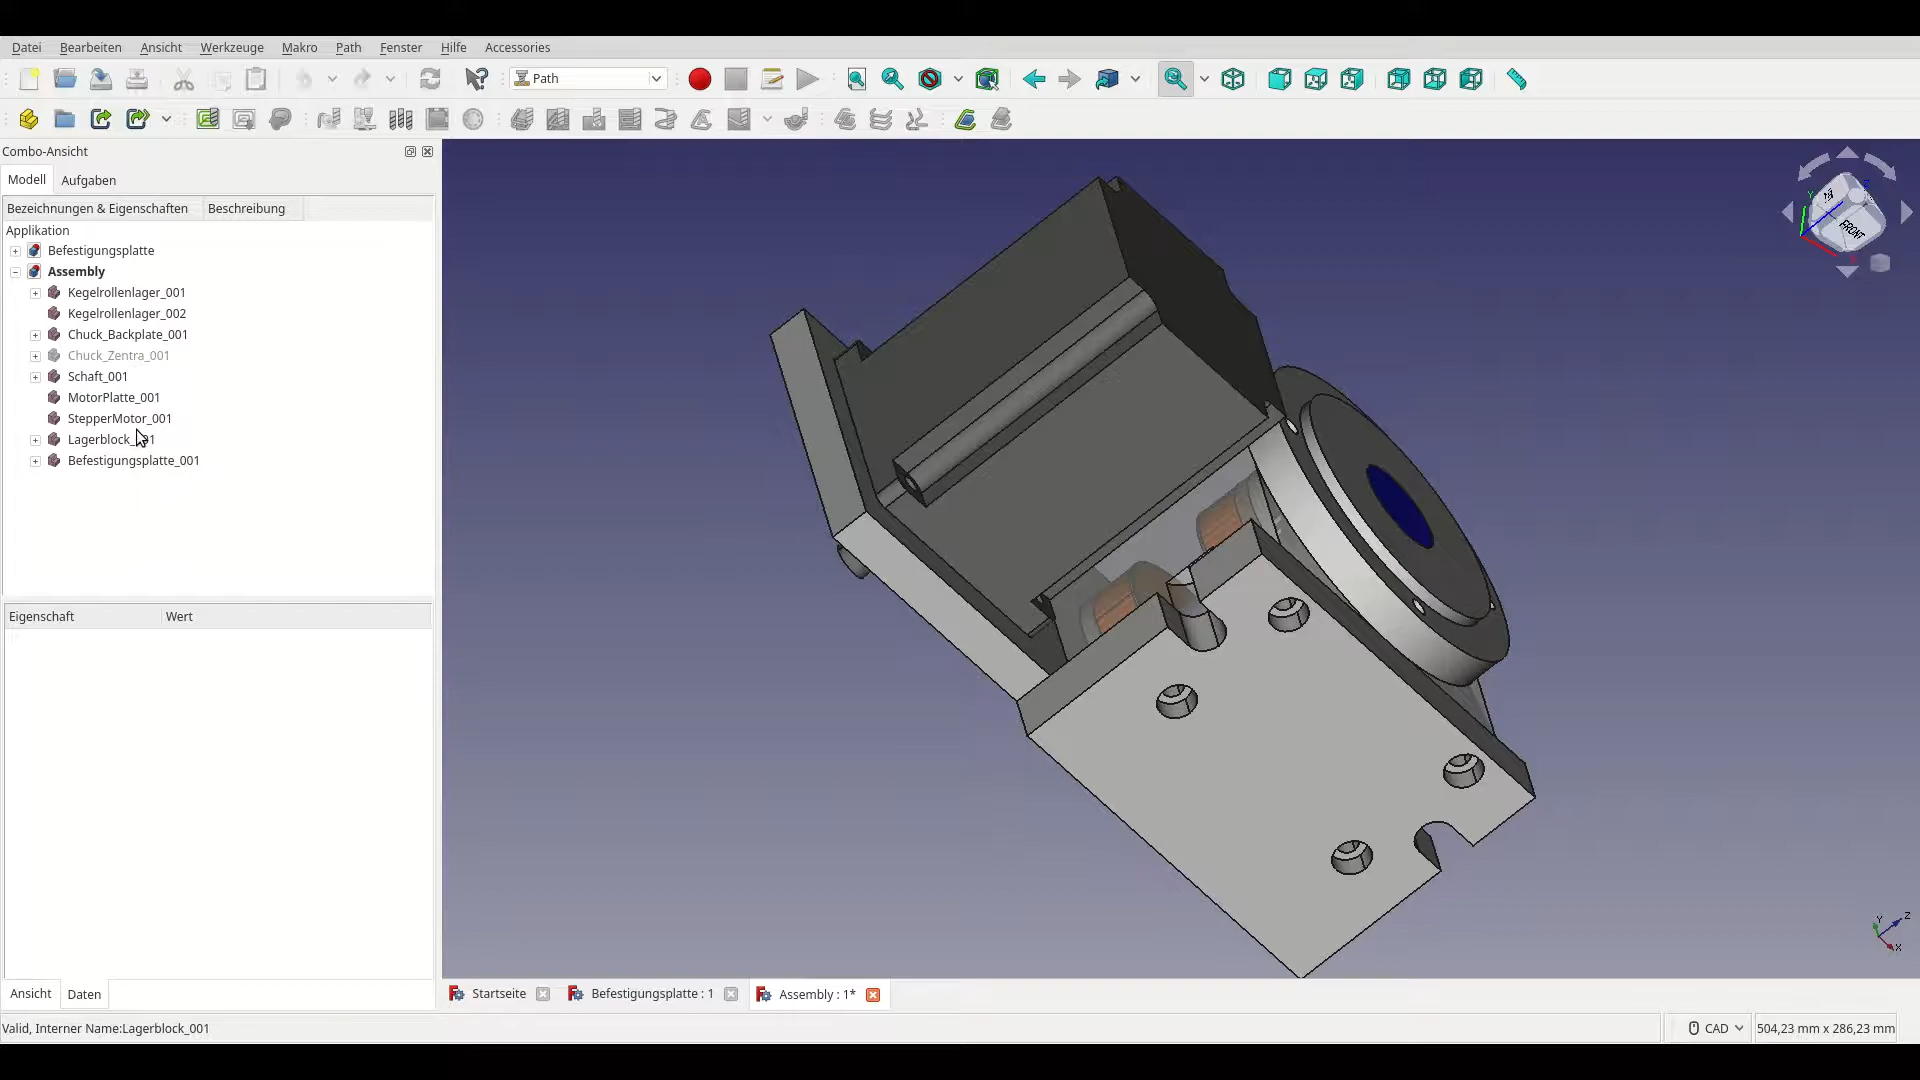 Datei Bearbeiten Ansicht Werkzeuge Makro Path Fenster Hilfe Accessories
Path
Combo-Ansicht
Modell Aufgaben
Bezeichnungen & Eigenschaften Beschreibung
Applikation
Befestigungsplatte
Assembly
Kegelrollenlager_001
Kegelrollenlager_002
Chuck_Backplate_001
Chuck_Zentra_001
Schaft_001
MotorPlatte_001
StepperMotor_001
Lagerblock_001
Befestigungsplatte_001
Eigenschaft Wert
FRONT
Y
Z
X
Ansicht Daten
Startseite Befestigungsplatte : 1 Assembly : 1*
Valid, Interner Name:Lagerblock_001
CAD 504,23 mm x 286,23 mm